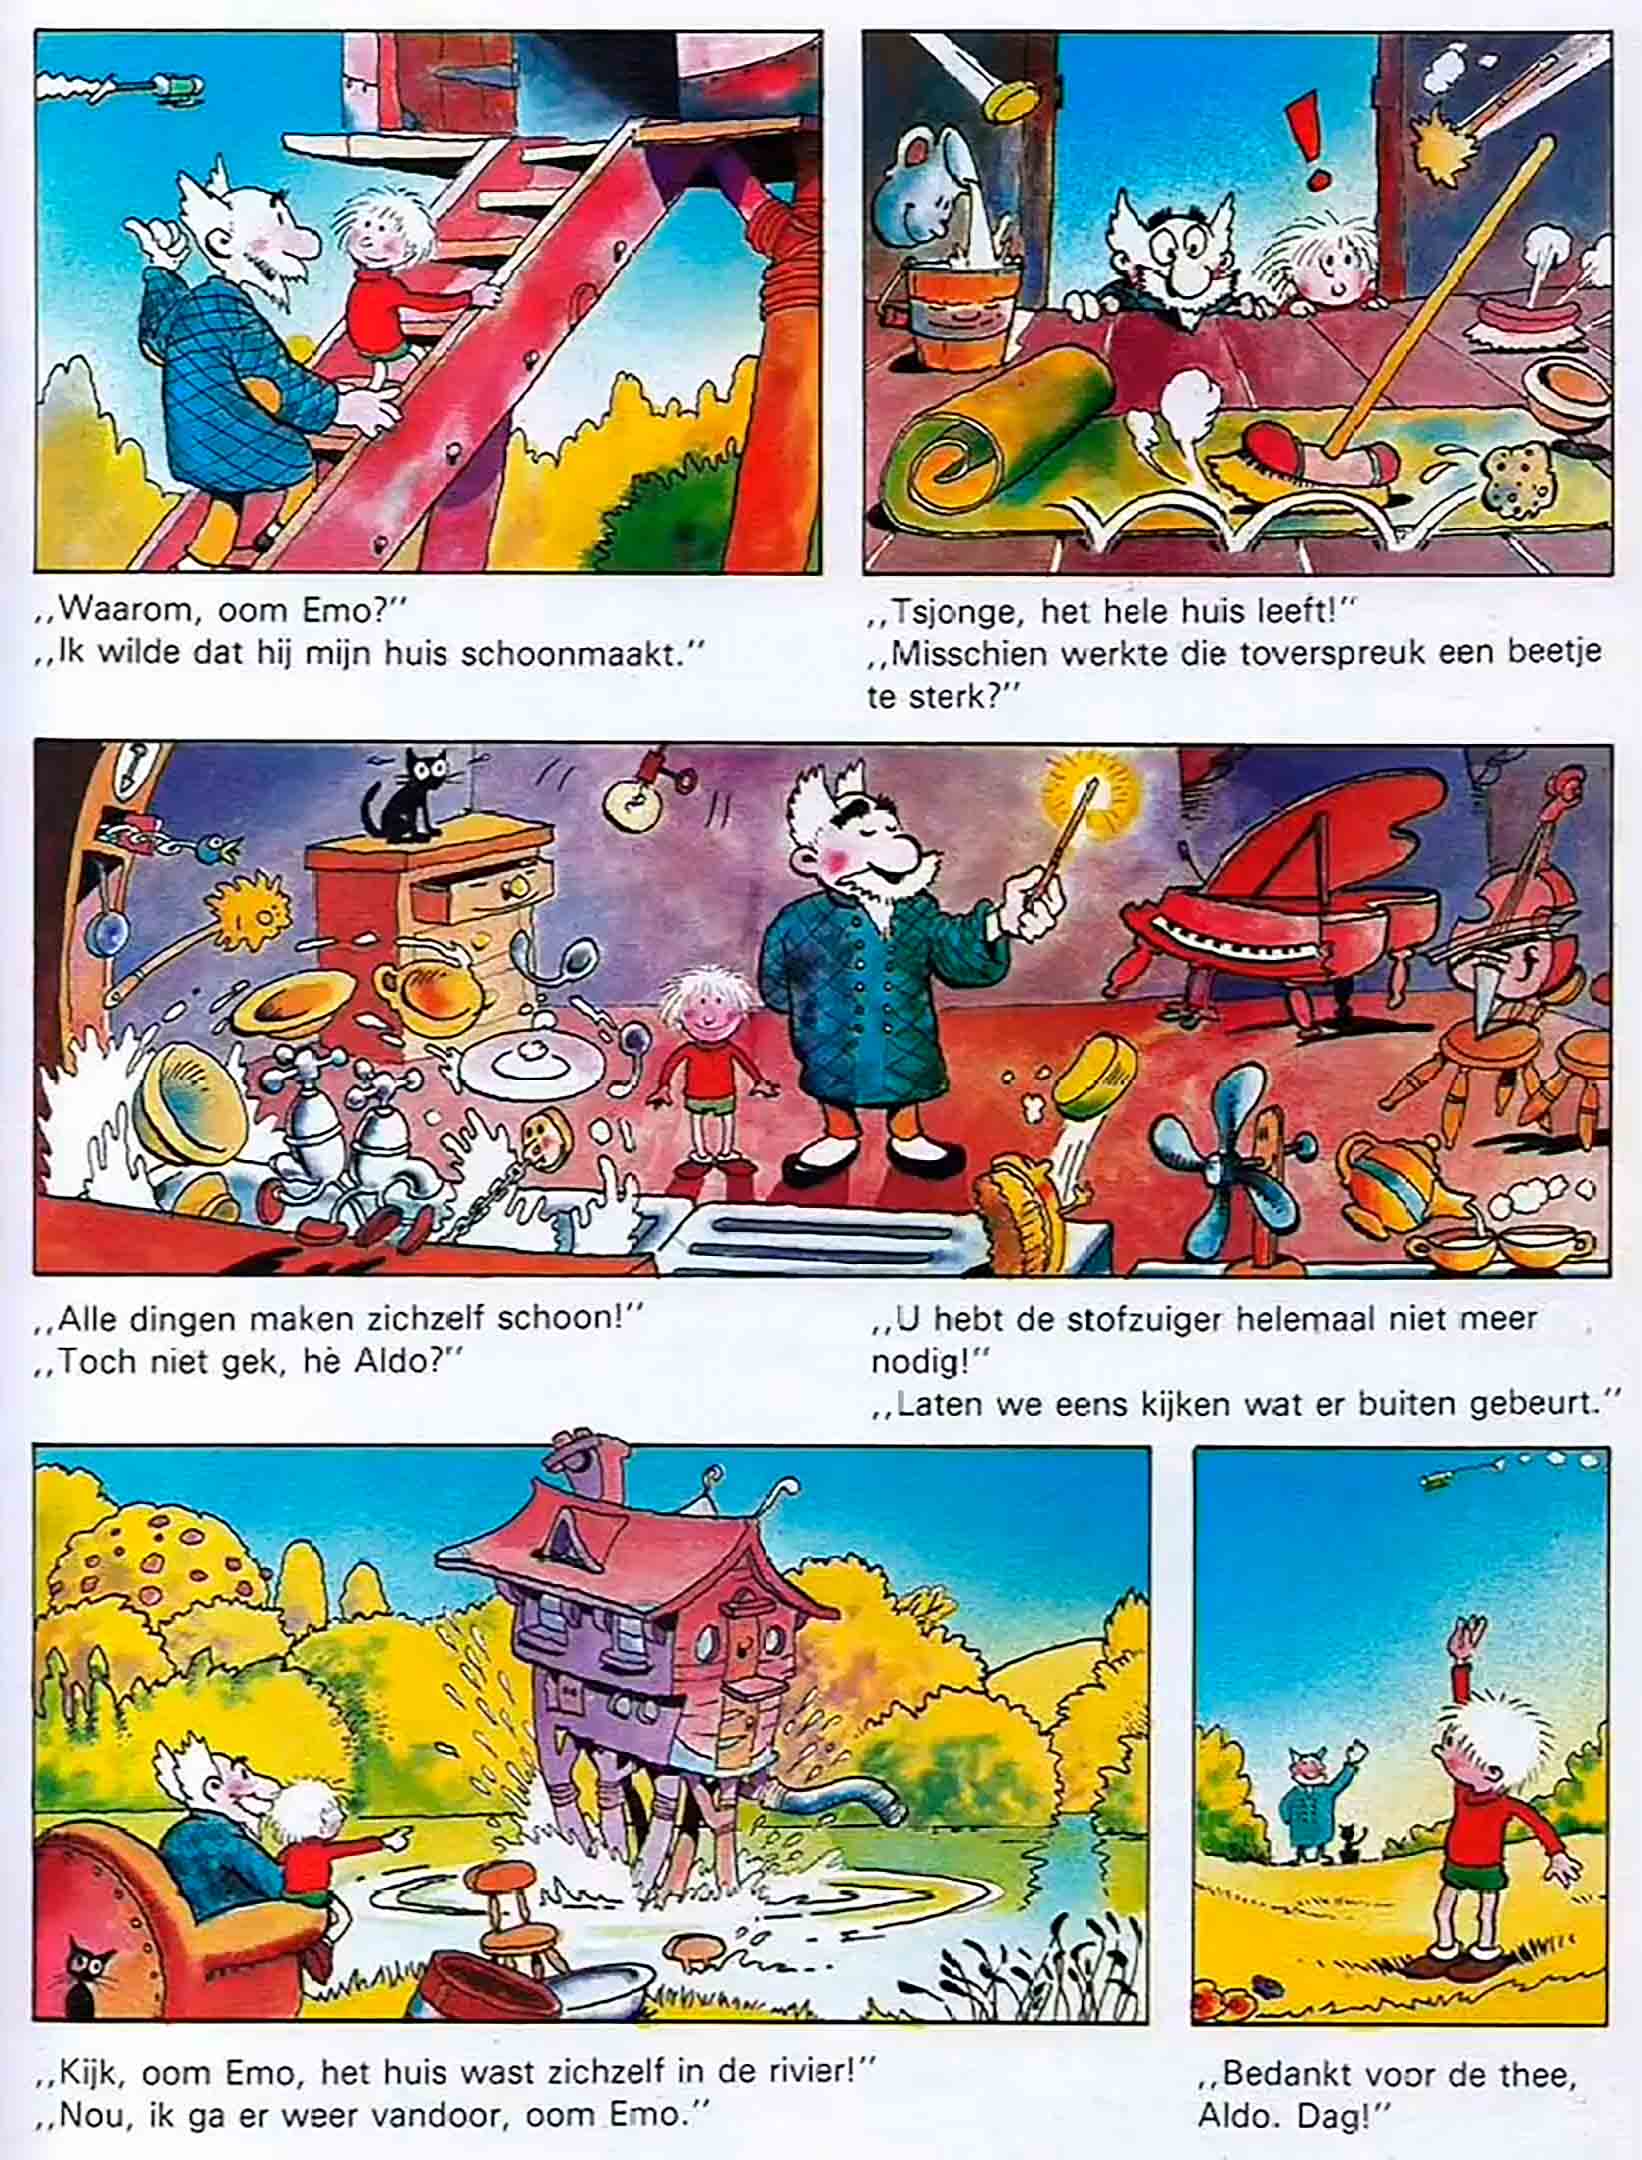 ,,Waarom, oom Emo?''
,,Ik wilde dat hij mijn huis schoonmaakt.''
,,Tsjonge, het hele huis leeft!''
,,Misschien werkte die toverspreuk een beetje
te sterk?''
!
,,Alle dingen maken zichzelf schoon!''
,,Toch niet gek, hè Aldo?''
,,U hebt de stofzuiger helemaal niet meer
nodig!''
,,Laten we eens kijken wat er buiten gebeurt.''
,,Kijk, oom Emo, het huis wast zichzelf in de rivier!''
,,Nou, ik ga er weer vandoor, oom Emo.''
,,Bedankt voor de thee,
Aldo. Dag!''